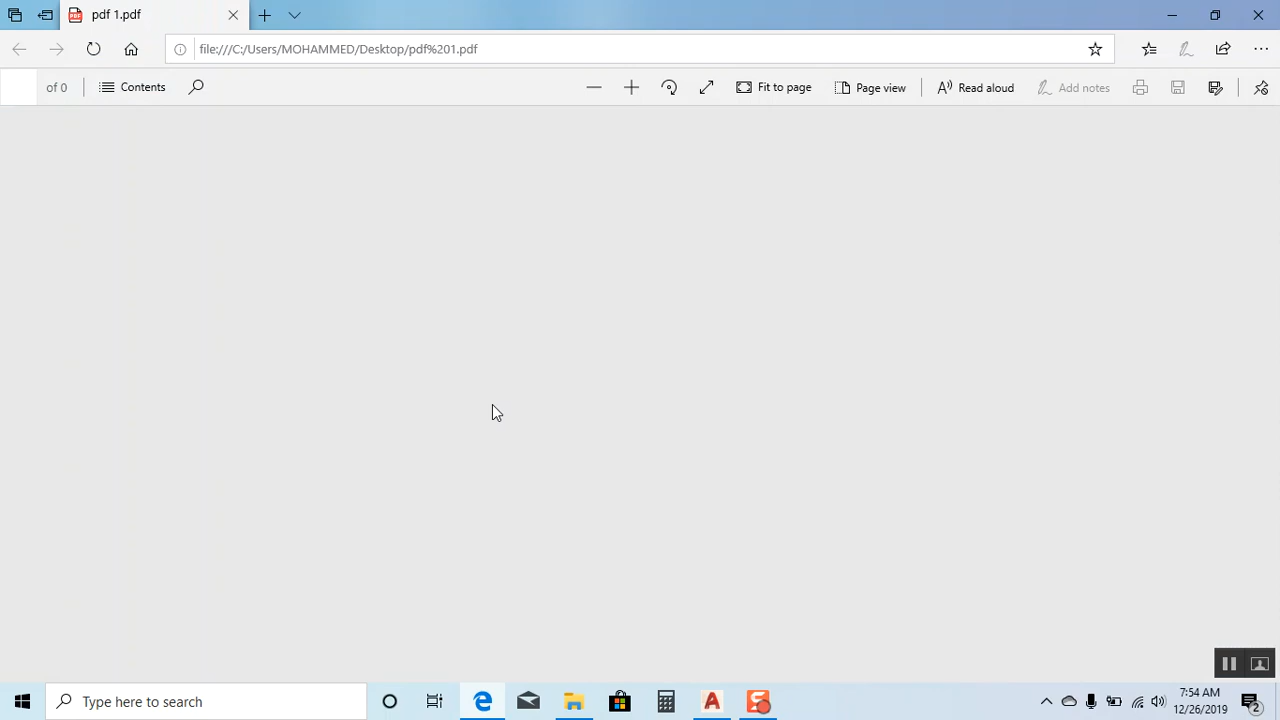 pdf 1.pdf
file:///C:/Users/MOHAMMED/Desktop/pdf%201.pdf
of 0 Contents Fit to page Page view Read aloud Add notes
Type here to search
7:54 AM
12/26/2019
2